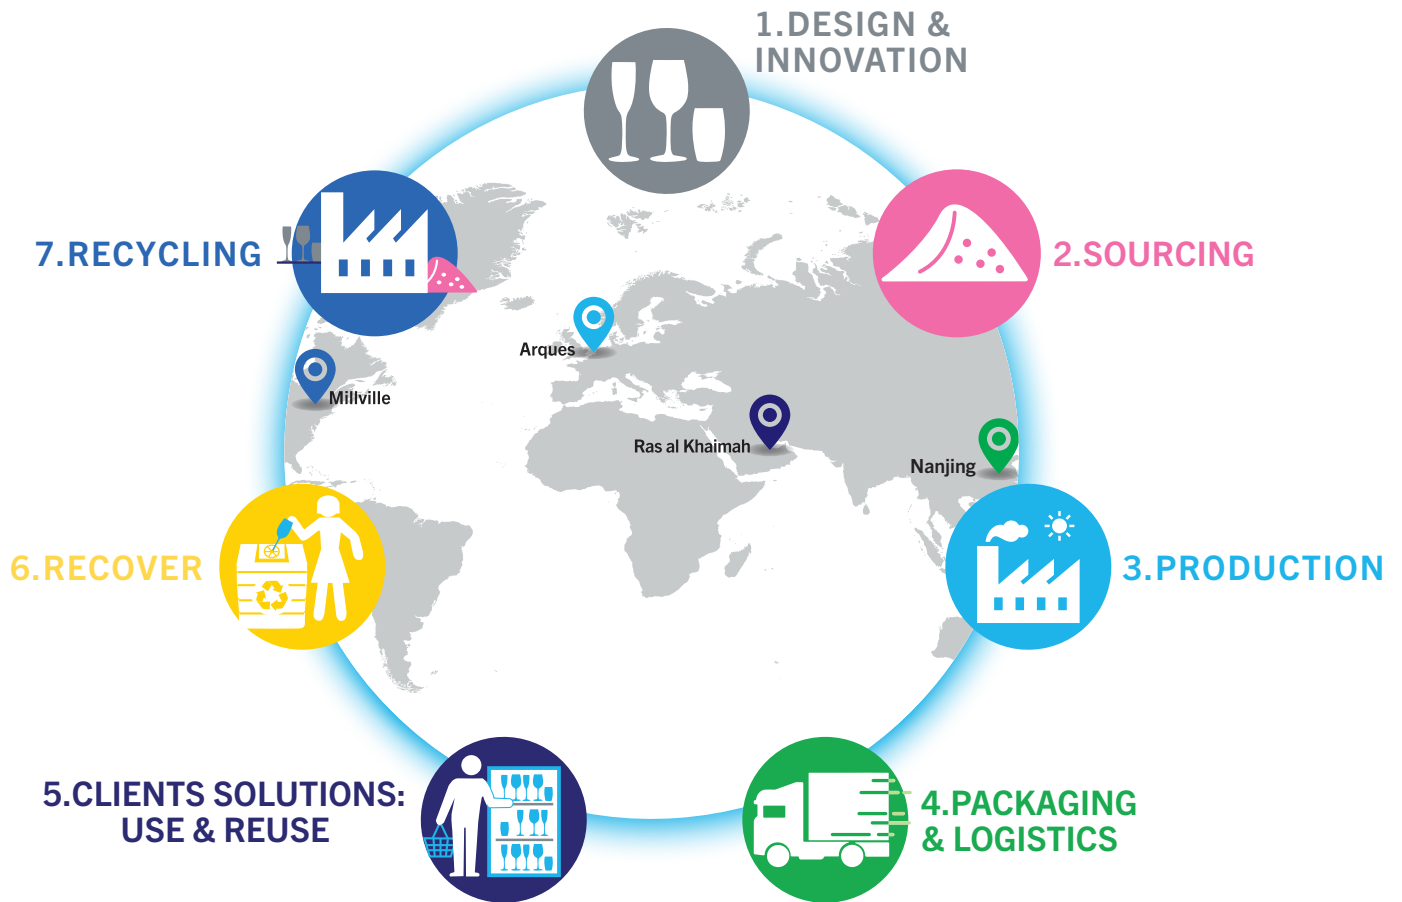 1.DESIGN &
INNOVATION
2.SOURCING
3.PRODUCTION
4.PACKAGING
& LOGISTICS
5.CLIENTS SOLUTIONS:
USE & REUSE
6.RECOVER
7.RECYCLING
Arques
Millville
Ras al Khaimah
Nanjing